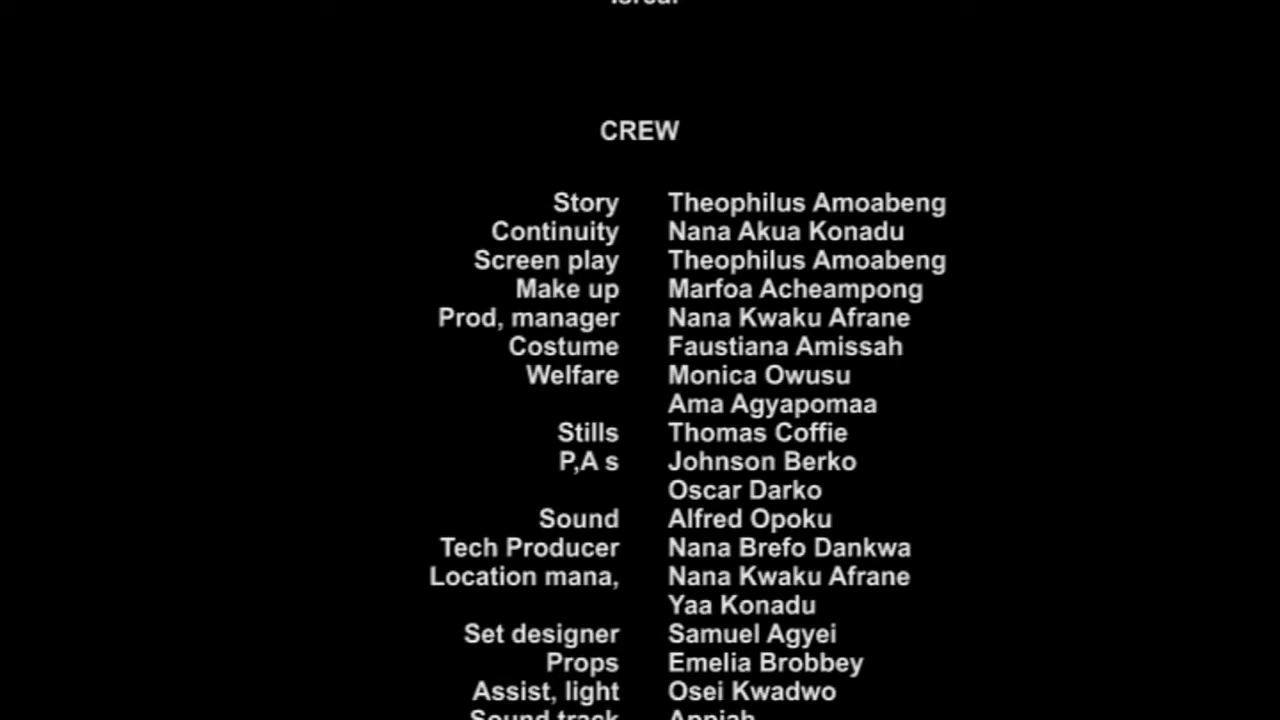 CREW
Story Theophilus Amoabeng
Continuity Nana Akua Konadu
Screen play Theophilus Amoabeng
Make up Marfoa Acheampong
Prod, manager Nana Kwaku Afrane
Costume Faustiana Amissah
Welfare Monica Owusu
Ama Agyapomaa
Stills Thomas Coffie
P,A s Johnson Berko
Oscar Darko
Sound Alfred Opoku
Tech Producer Nana Brefo Dankwa
Location mana, Nana Kwaku Afrane
Yaa Konadu
Set designer Samuel Agyei
Props Emelia Brobbey
Assist, light Osei Kwadwo
Sound track Appiah